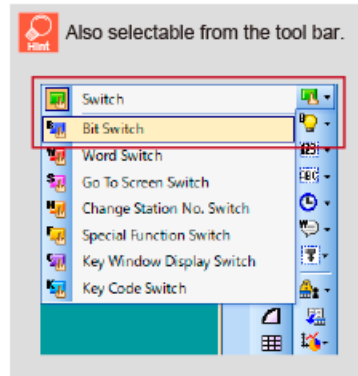 Hint
Also selectable from the tool bar.
Switch
Bit Switch
Word Switch
Go To Screen Switch
Change Station No. Switch
Special Function Switch
Key Window Display Switch
Key Code Switch